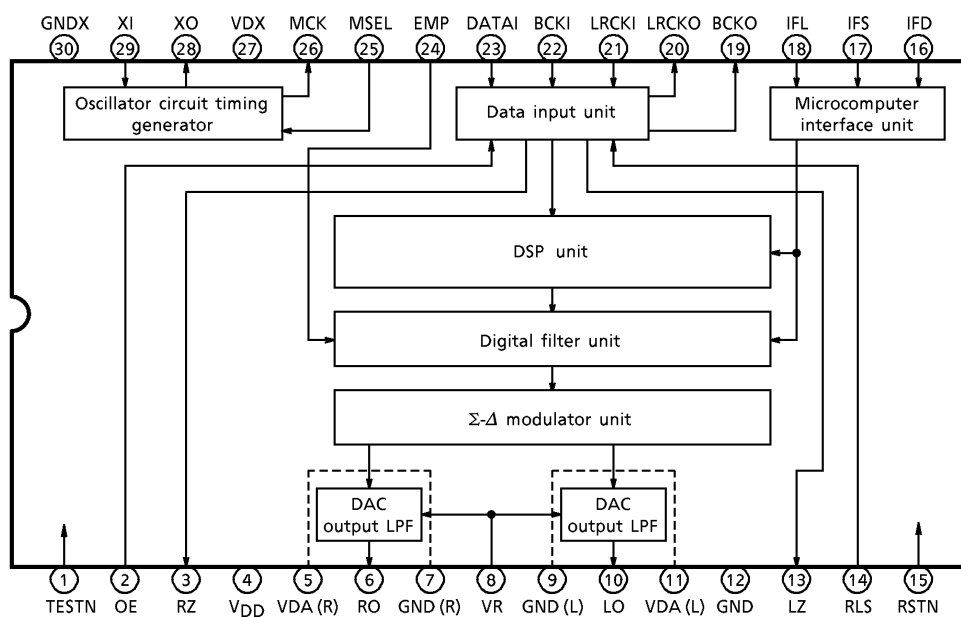 GNDX XI XO VDX MCK MSEL EMP DATAI BCKI LRCKI LRCKO BCKO IFL IFS IFD
30 29 28 27 26 25 24 23 22 21 20 19 18 17 16
Oscillator circuit timing
generator
Data input unit
Microcomputer
interface unit
DSP unit
Digital filter unit
Σ-Δ modulator unit
DAC
output LPF
DAC
output LPF
1 2 3 4 5 6 7 8 9 10 11 12 13 14 15
TESTN OE RZ VDD VDA (R) RO GND (R) VR GND (L) LO VDA (L) GND LZ RLS RSTN